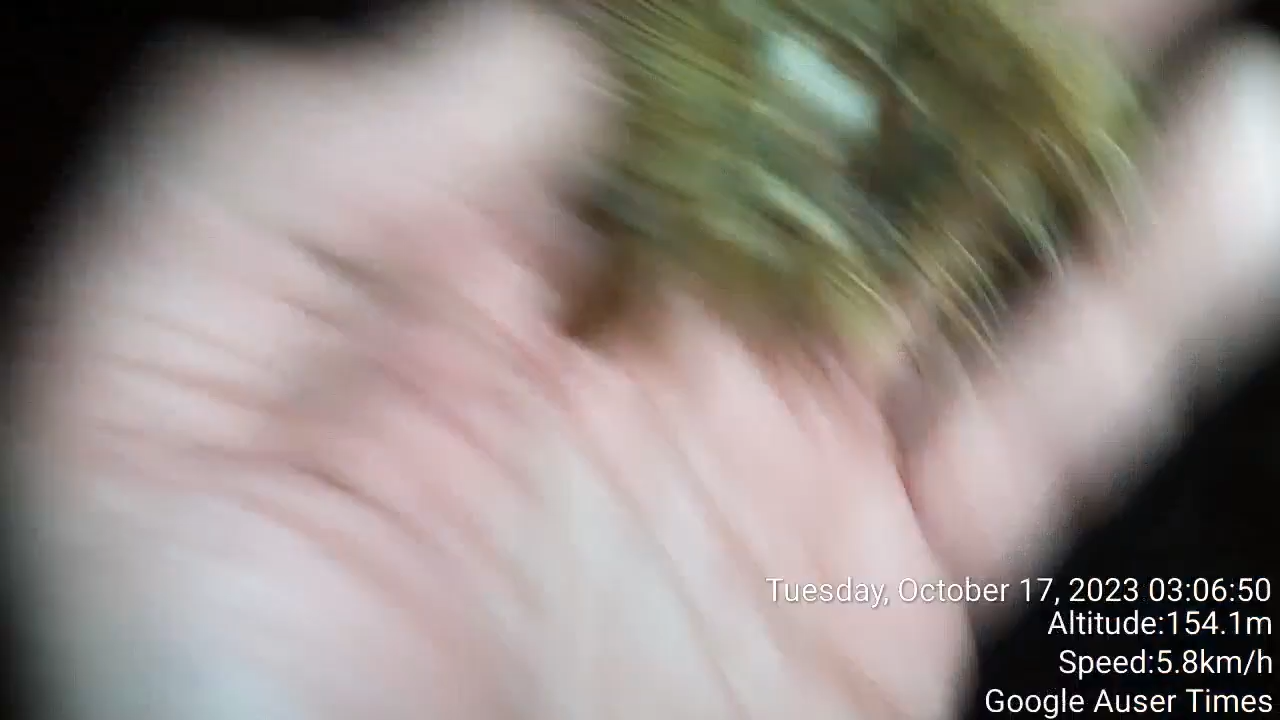 Tuesday, October 17, 2023 03:06:50
Altitude:154.1m
Speed:5.8km/h
Google Auser Times